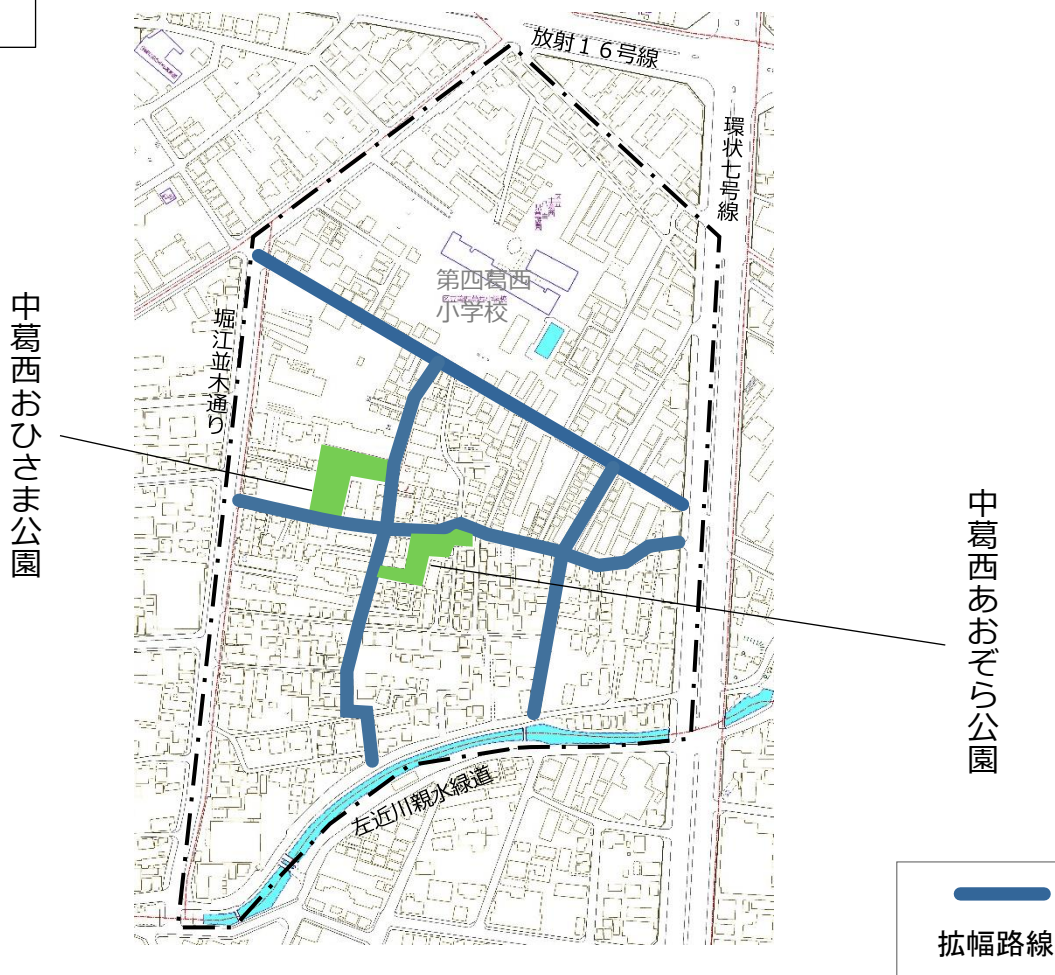 放射１６号線
環状七号線
第四葛西
小学校
堀江並木通り
中葛西おひさま公園
中葛西あおぞら公園
左近川親水緑道
拡幅路線